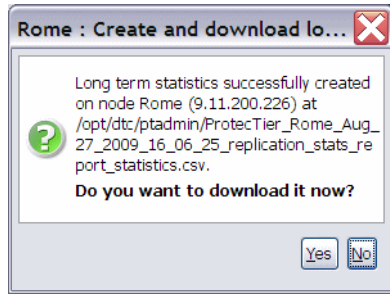 Rome : Create and download lo...
Long term statistics successfully created
on node Rome (9.11.200.226) at
/opt/dtc/ptadmin/ProtecTier_Rome_Aug_
27_2009_16_06_25_replication_stats_re
port_statistics.csv.
Do you want to download it now?
Yes No